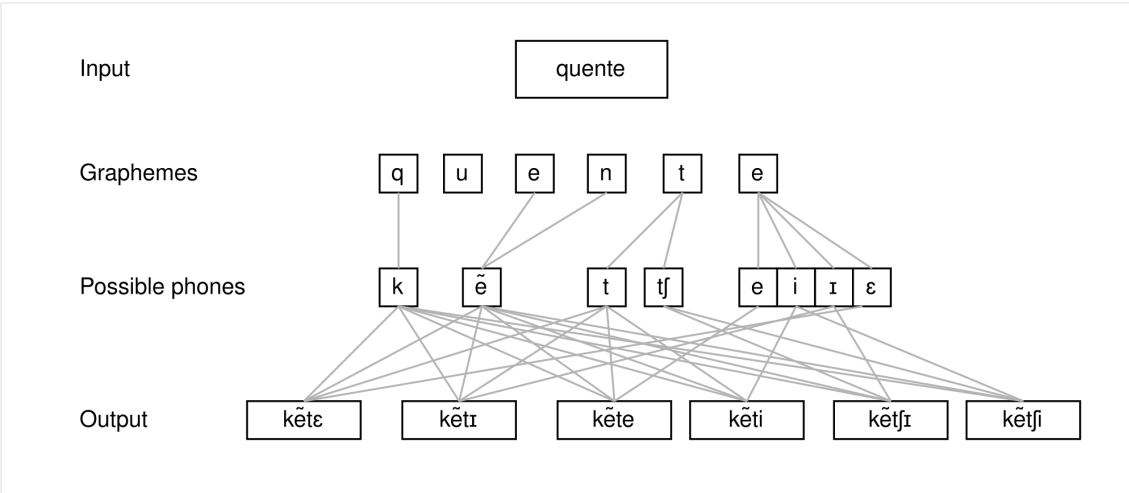 Input quente
Graphemes q u e n t e
Possible phones k ẽ t tʃ e i ɪ ɛ
Output kẽtɛ kẽtɪ kẽte kẽti kẽtʃɪ kẽtʃi